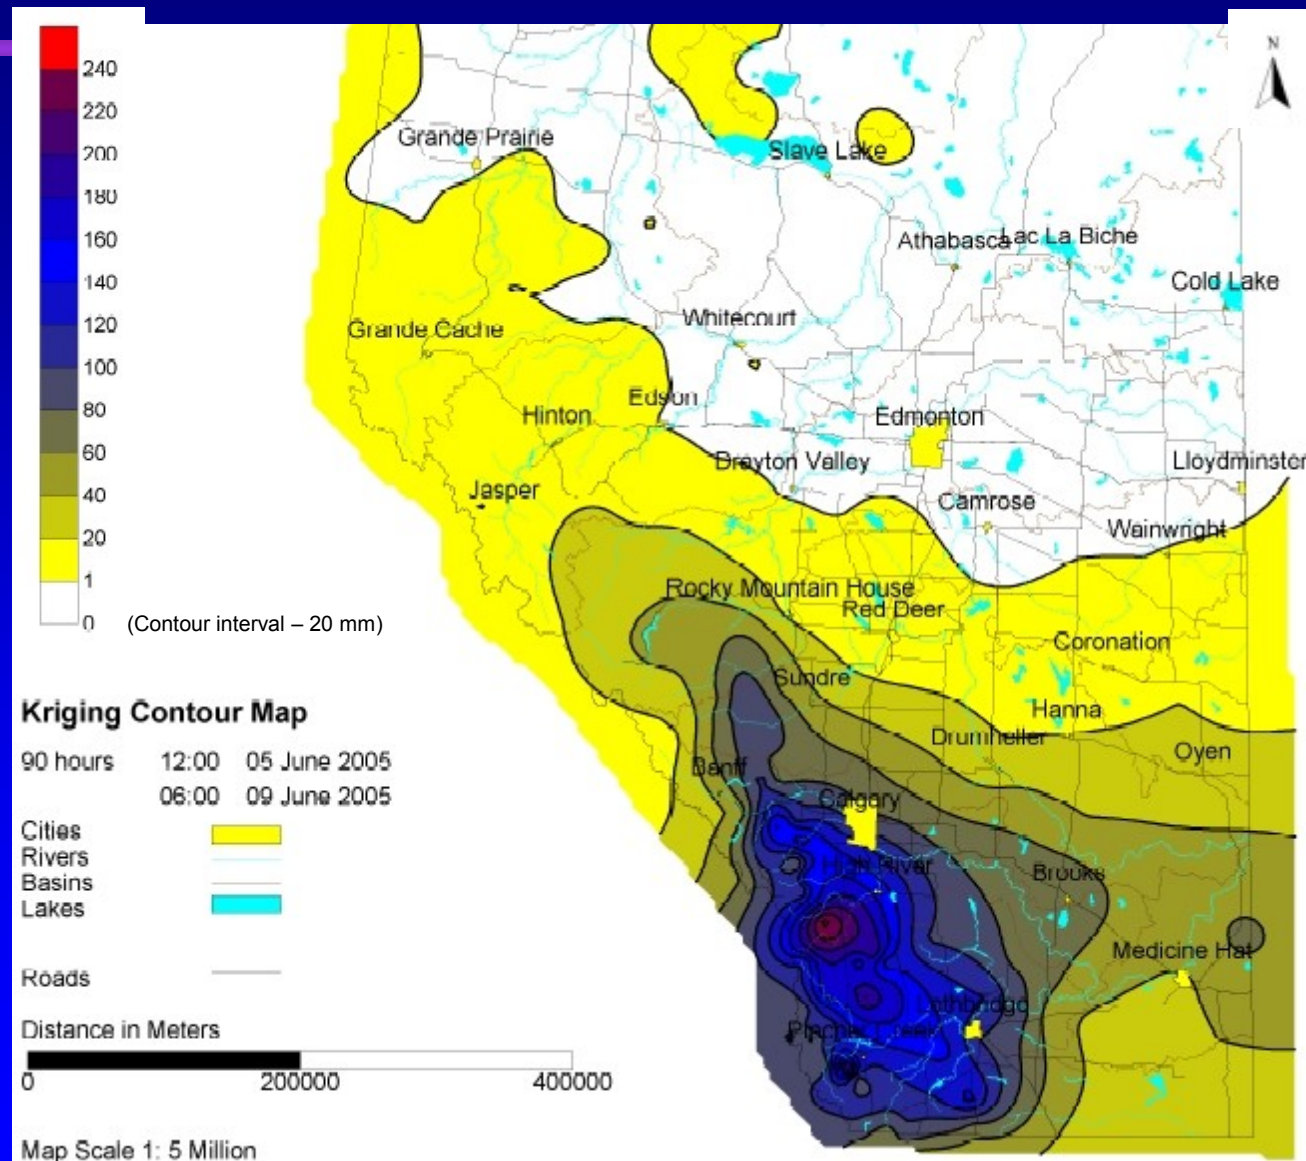 240
220
200
180
160
140
120
100
80
60
40
20
1
0
(Contour interval – 20 mm)
N
Grande Prairie
Slave Lake
Athabasca
Lac La Biche
Cold Lake
Whitecourt
Grande Cache
Edson
Hinton
Edmonton
Drayton Valley
Lloydminster
Jasper
Camrose
Wainwright
Rocky Mountain House
Red Deer
Coronation
Sundre
Hanna
Drumheller
Oyen
Banff
Calgary
High River
Brooks
Medicine Hat
Lethbridge
Pincher Creek
Kriging Contour Map
90 hours 12:00 05 June 2005
06:00 09 June 2005
Cities
Rivers
Basins
Lakes
Roads
Distance in Meters
0 200000 400000
Map Scale 1: 5 Million